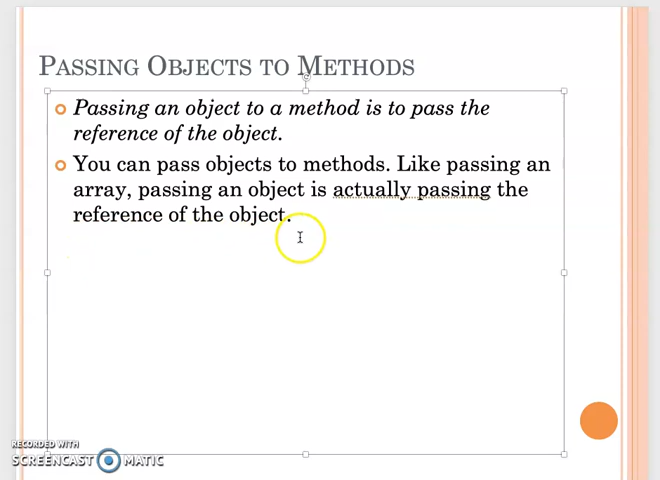 Passing Objects to Methods
Passing an object to a method is to pass the
reference of the object.
You can pass objects to methods. Like passing an
array, passing an object is actually passing the
reference of the object.
RECORDED WITH
SCREENCAST MATIC